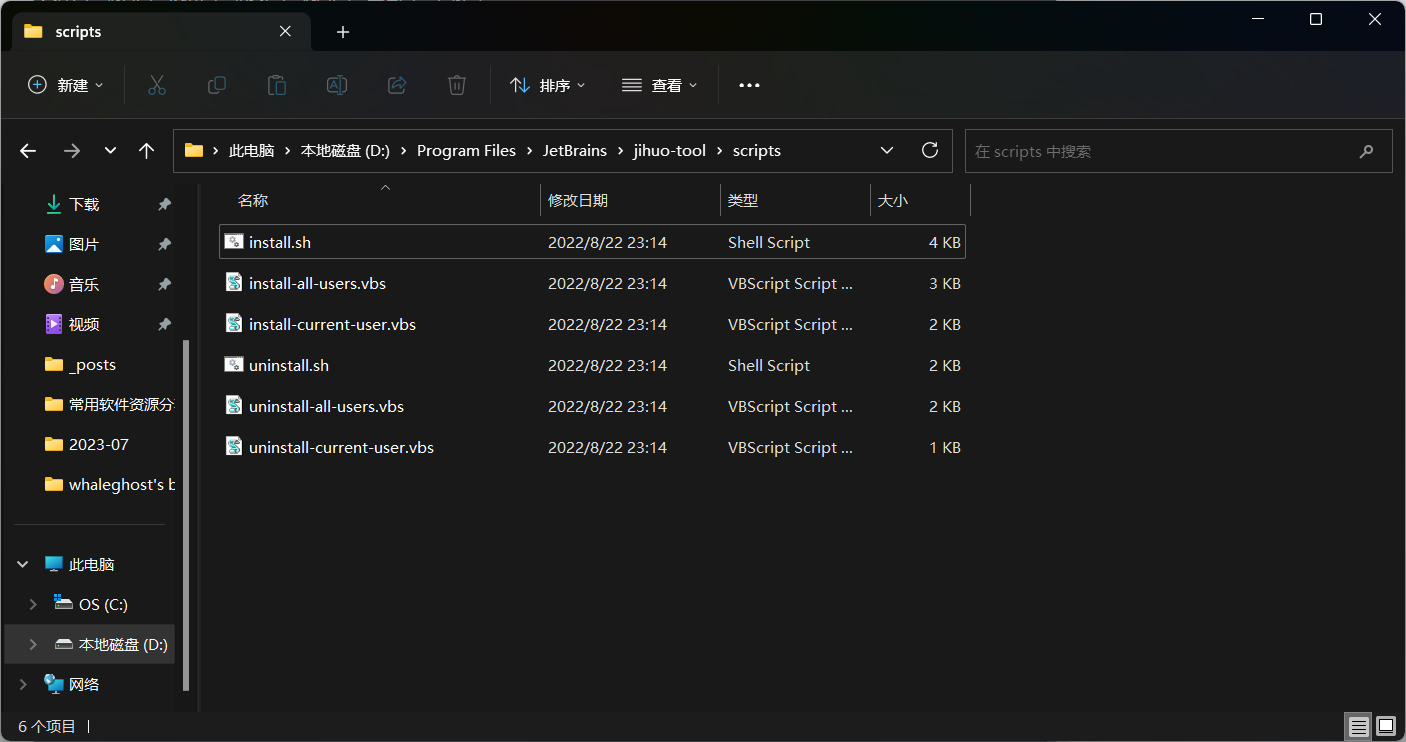 scripts
新建
排序
查看
此电脑 本地磁盘 (D:) Program Files JetBrains jihuo-tool scripts
在 scripts 中搜索
下载
图片
音乐
视频
_posts
常用软件资源分
2023-07
whaleghost's b
此电脑
OS (C:)
本地磁盘 (D:)
网络
名称 修改日期 类型 大小
install.sh 2022/8/22 23:14 Shell Script 4 KB
install-all-users.vbs 2022/8/22 23:14 VBScript Script ... 3 KB
install-current-user.vbs 2022/8/22 23:14 VBScript Script ... 2 KB
uninstall.sh 2022/8/22 23:14 Shell Script 2 KB
uninstall-all-users.vbs 2022/8/22 23:14 VBScript Script ... 2 KB
uninstall-current-user.vbs 2022/8/22 23:14 VBScript Script ... 1 KB
6 个项目